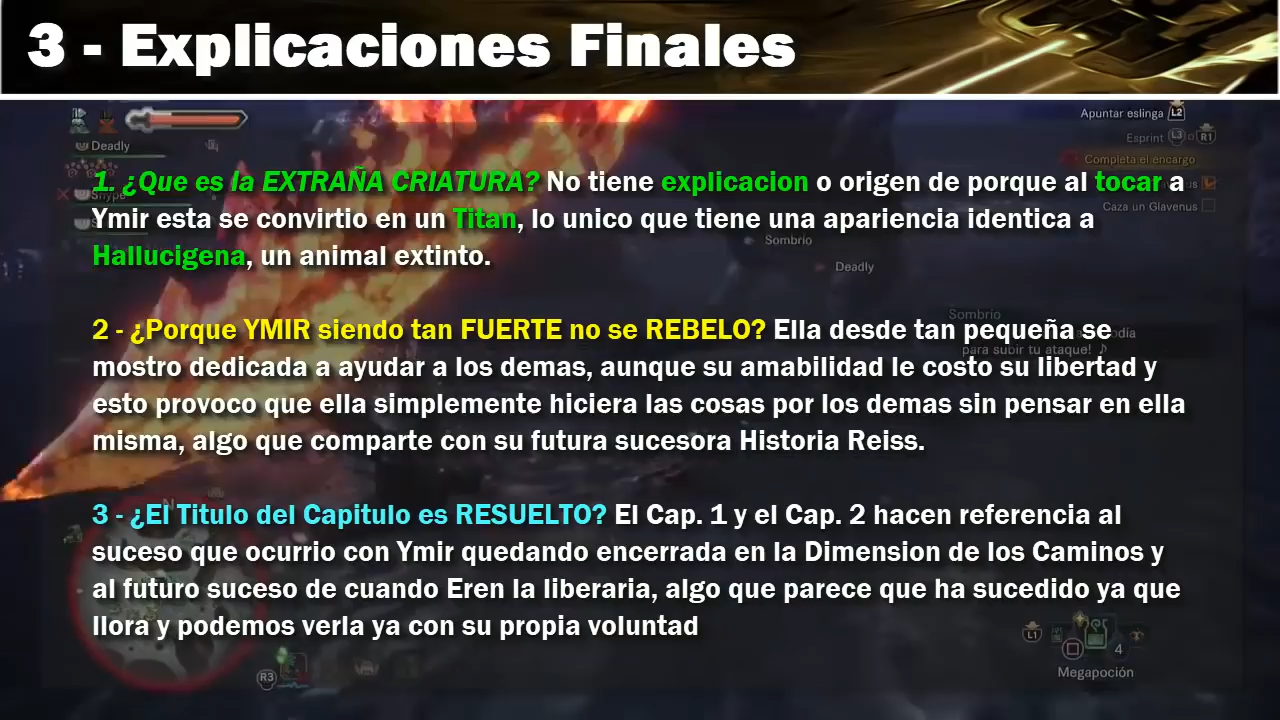 3 - Explicaciones Finales
Apuntar eslinga L2
Deadly
Esprint L3 o R1
Completa el encargo
1. ¿Que es la EXTRAÑA CRIATURA? No tiene explicacion o origen de porque al tocar a
Ymir esta se convirtio en un Titan, lo unico que tiene una apariencia identica a
Caza un Glavenus
Hallucigena, un animal extinto.
Sombrio
Deadly
Sombrio
2 - ¿Porque YMIR siendo tan FUERTE no se REBELO? Ella desde tan pequeña se
para subir tu ataque! ♪
mostro dedicada a ayudar a los demas, aunque su amabilidad le costo su libertad y
esto provoco que ella simplemente hiciera las cosas por los demas sin pensar en ella
misma, algo que comparte con su futura sucesora Historia Reiss.
3 - ¿El Titulo del Capitulo es RESUELTO? El Cap. 1 y el Cap. 2 hacen referencia al
suceso que ocurrio con Ymir quedando encerrada en la Dimension de los Caminos y
al futuro suceso de cuando Eren la liberaria, algo que parece que ha sucedido ya que
llora y podemos verla ya con su propia voluntad
L1
4
R3
Megapoción